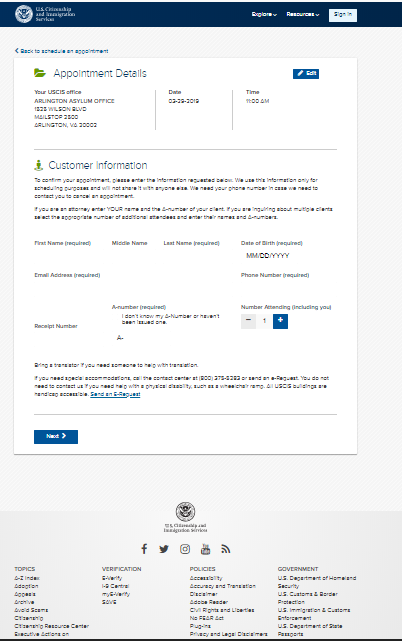 U.S. Citizenship
and Immigration
Services
Explore
Resources
Sign In
Back to schedule an appointment
Appointment Details
Edit
Your USCIS office
ARLINGTON ASYLUM OFFICE
1525 WILSON BLVD
MAILSTOP 2500
ARLINGTON, VA 20002
Date
03-29-2019
Time
11:00 AM
Customer Information
To confirm your appointment, please enter the information requested below. We use this information only for
scheduling purposes and will not share it with anyone else. We need your phone number in case we need to
contact you to cancel an appointment.
If you are an attorney enter YOUR name and the A-number of your client. If you are inquiring about multiple clients
select the appropriate number of additional attendees and enter their names and A-numbers.
First Name (required)
Middle Name
Last Name (required)
Date of Birth (required)
MM/DD/YYYY
Email Address (required)
Phone Number (required)
A-number (required)
I don't know my A-Number or haven't
been issued one.
Number Attending (including you)
- 1 +
Receipt Number
A-
Bring a translator if you need someone to help with translation.
If you need special accommodations, call the contact center at (800) 375-5283 or send an e-Request. You do not
need to contact us if you need help with a physical disability, such as a wheelchair ramp. All USCIS buildings are
handicap accessible. Send an E-Request
Next
U.S. Citizenship and
Immigration Services
TOPICS
A-Z Index
Adoption
Appeals
Archive
Avoid Scams
Citizenship
Citizenship Resource Center
Executive Actions on
VERIFICATION
E-Verify
I-9 Central
myE-Verify
SAVE
POLICIES
Accessibility
Accuracy and Translation
Disclaimer
Adobe Reader
Civil Rights and Liberties
No FEAR Act
Plug-ins
Privacy and Legal Disclaimers
GOVERNMENT
U.S. Department of Homeland
Security
U.S. Customs & Border
Protection
U.S. Immigration & Customs
Enforcement
U.S. Department of State
Passports